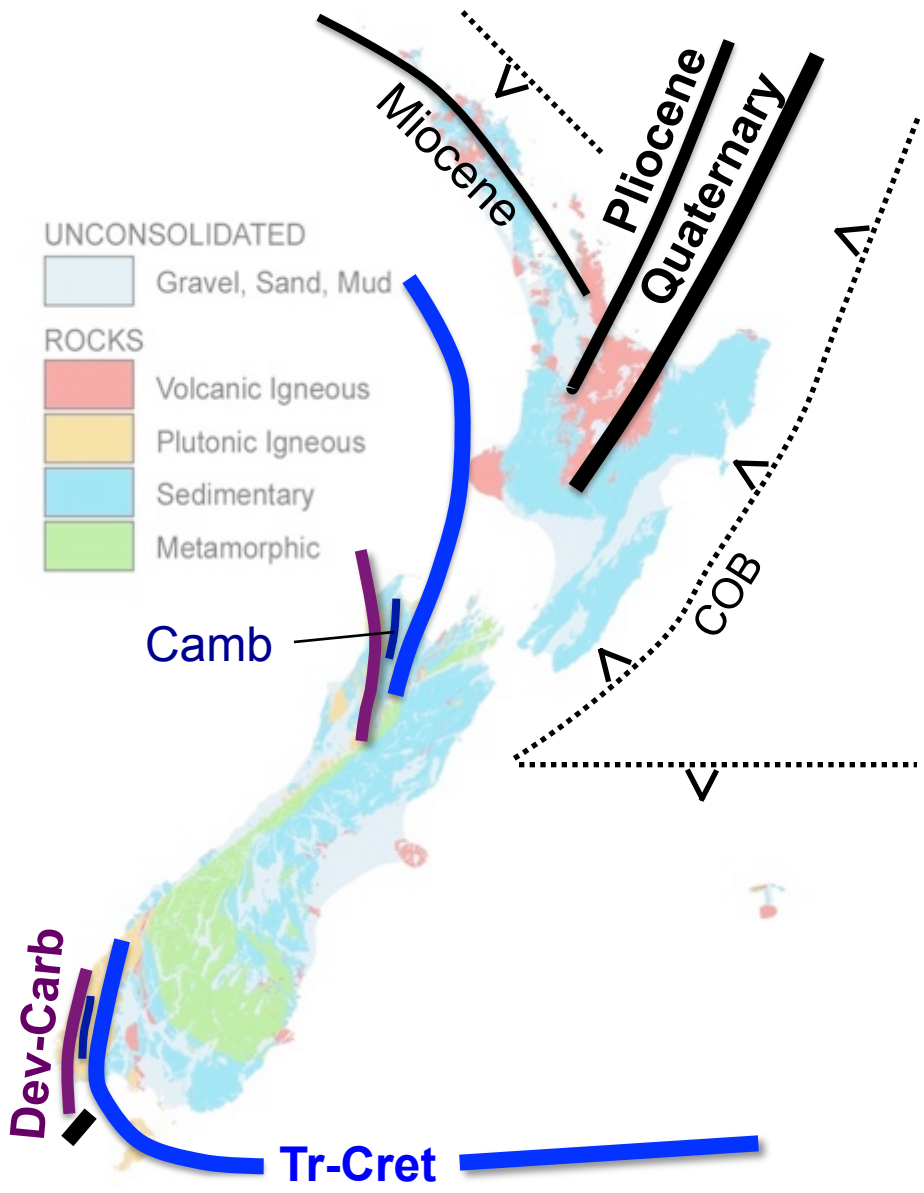 Miocene
Pliocene
Quaternary
UNCONSOLIDATED
Gravel, Sand, Mud
ROCKS
Volcanic Igneous
Plutonic Igneous
Sedimentary
Metamorphic
COB
Camb
Dev-Carb
Tr-Cret